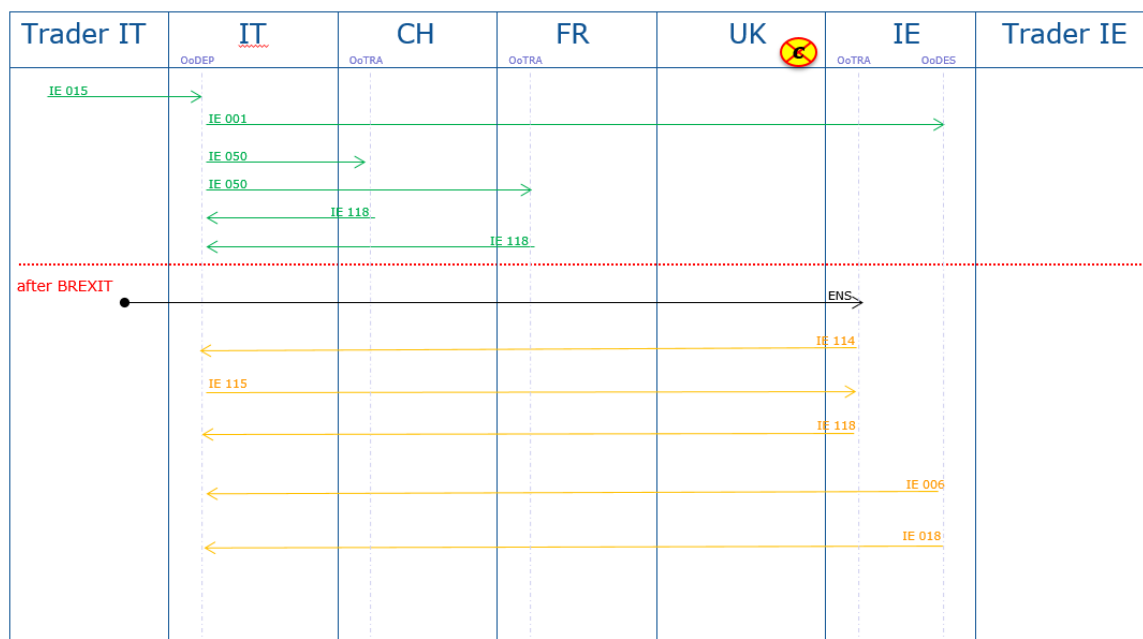 Trader IT IT CH FR UK IE Trader IE
OoDEP OoTRA OoTRA C OoTRA OoDES
IE 015
IE 001
IE 050
IE 050
IE 118
IE 118
after BREXIT
ENS
IE 114
IE 115
IE 118
IE 006
IE 018